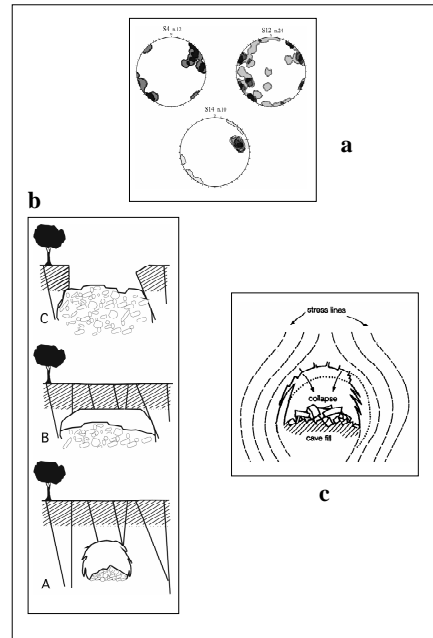 S4 n.12
S12 n.24
S14 n.10
a
b
C
B
A
stress lines
collapse
cave fill
c